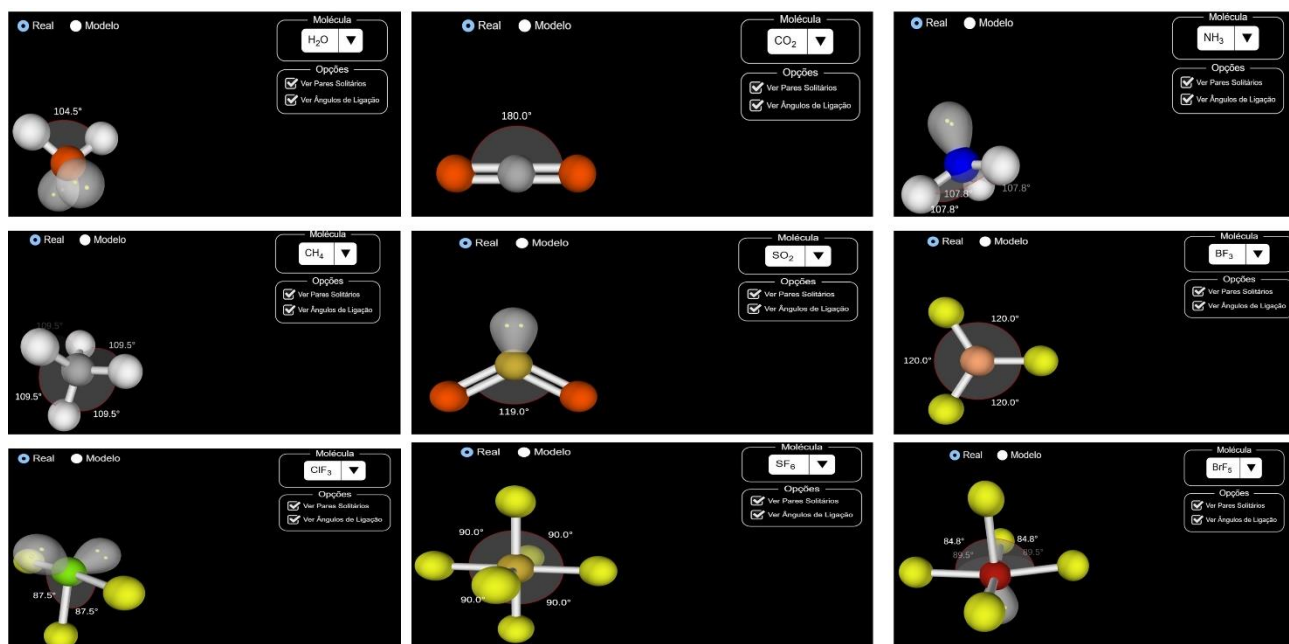 Real Modelo
Molécula
H₂O
Opções
Ver Pares Solitários
Ver Ângulos de Ligação
104.5°
Real Modelo
Molécula
CO₂
Opções
Ver Pares Solitários
Ver Ângulos de Ligação
180.0°
Real Modelo
Molécula
NH₃
Opções
Ver Pares Solitários
Ver Ângulos de Ligação
107.8°
107.8°
107.8°
Real Modelo
Molécula
CH₄
Opções
Ver Pares Solitários
Ver Ângulos de Ligação
109.5°
109.5°
109.5°
109.5°
Real Modelo
Molécula
SO₂
Opções
Ver Pares Solitários
Ver Ângulos de Ligação
119.0°
Real Modelo
Molécula
BF₃
Opções
Ver Pares Solitários
Ver Ângulos de Ligação
120.0°
120.0°
120.0°
Real Modelo
Molécula
ClF₃
Opções
Ver Pares Solitários
Ver Ângulos de Ligação
87.5°
87.5°
Real Modelo
Molécula
SF₆
Opções
Ver Pares Solitários
Ver Ângulos de Ligação
90.0° 90.0°
90.0° 90.0°
Real Modelo
Molécula
BrF₅
Opções
Ver Pares Solitários
Ver Ângulos de Ligação
84.8° 84.8°
89.5° 89.5°